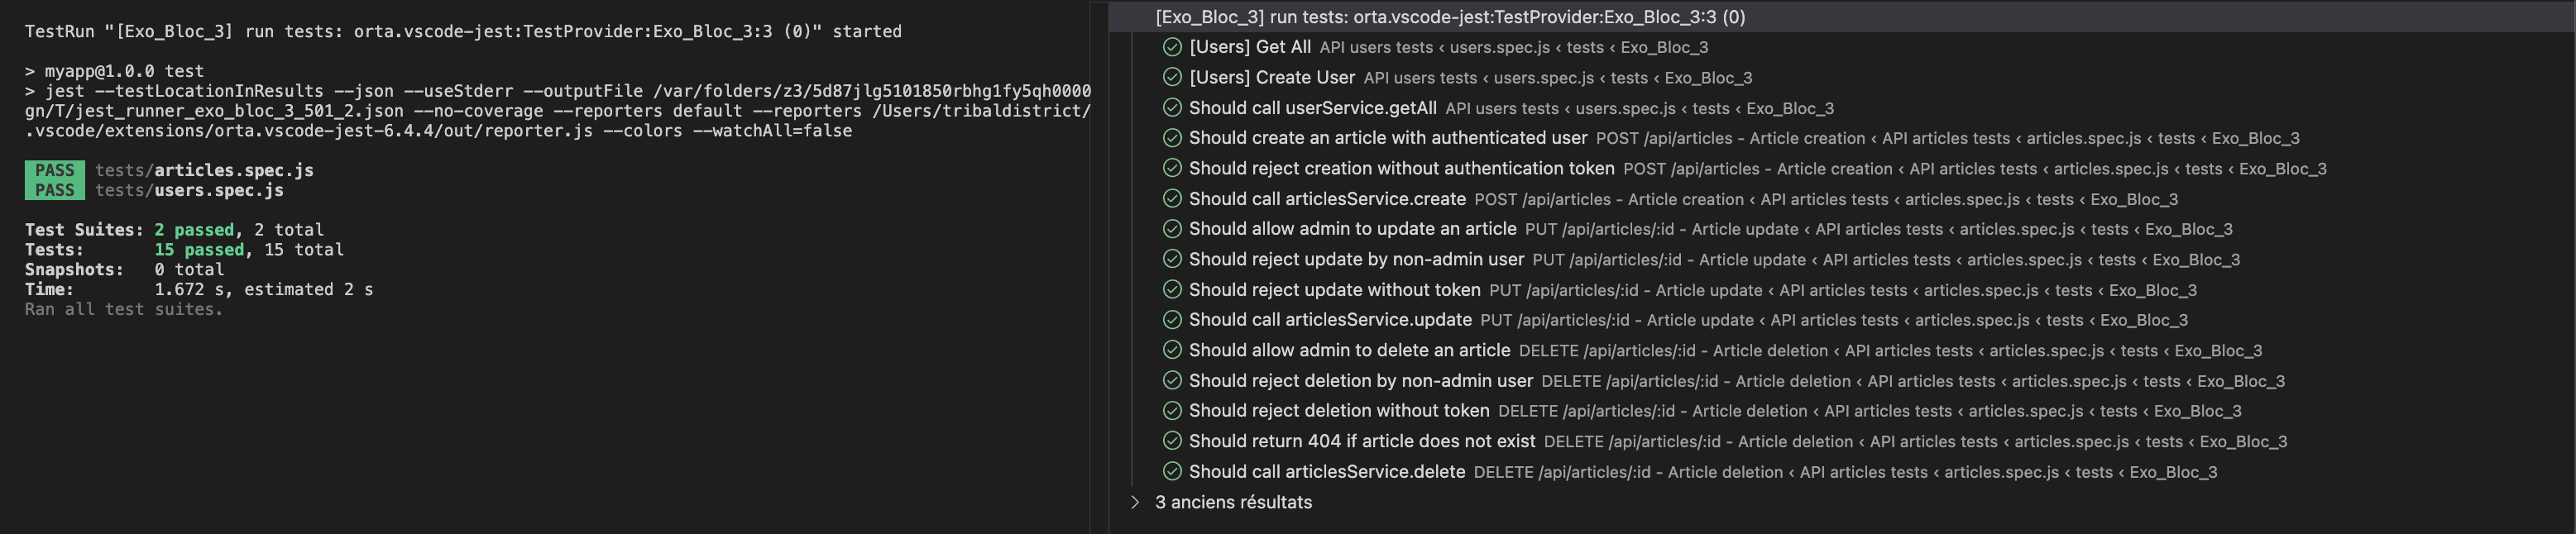 TestRun "[Exo_Bloc_3] run tests: orta.vscode-jest:TestProvider:Exo_Bloc_3:3 (0)" started
> myapp@1.0.0 test
> jest --testLocationInResults --json --useStderr --outputFile /var/folders/z3/5d87jlg5101850rbhg1fy5qh0000
gn/T/jest_runner_exo_bloc_3_501_2.json --no-coverage --reporters default --reporters /Users/tribaldistrict/
.vscode/extensions/orta.vscode-jest-6.4.4/out/reporter.js --colors --watchAll=false
PASS tests/articles.spec.js
PASS tests/users.spec.js
Test Suites: 2 passed, 2 total
Tests: 15 passed, 15 total
Snapshots: 0 total
Time: 1.672 s, estimated 2 s
Ran all test suites.
[Exo_Bloc_3] run tests: orta.vscode-jest:TestProvider:Exo_Bloc_3:3 (0)
[Users] Get All API users tests ‹ users.spec.js ‹ tests ‹ Exo_Bloc_3
[Users] Create User API users tests ‹ users.spec.js ‹ tests ‹ Exo_Bloc_3
Should call userService.getAll API users tests ‹ users.spec.js ‹ tests ‹ Exo_Bloc_3
Should create an article with authenticated user POST /api/articles - Article creation ‹ API articles tests ‹ articles.spec.js ‹ tests ‹ Exo_Bloc_3
Should reject creation without authentication token POST /api/articles - Article creation ‹ API articles tests ‹ articles.spec.js ‹ tests ‹ Exo_Bloc_3
Should call articlesService.create POST /api/articles - Article creation ‹ API articles tests ‹ articles.spec.js ‹ tests ‹ Exo_Bloc_3
Should allow admin to update an article PUT /api/articles/:id - Article update ‹ API articles tests ‹ articles.spec.js ‹ tests ‹ Exo_Bloc_3
Should reject update by non-admin user PUT /api/articles/:id - Article update ‹ API articles tests ‹ articles.spec.js ‹ tests ‹ Exo_Bloc_3
Should reject update without token PUT /api/articles/:id - Article update ‹ API articles tests ‹ articles.spec.js ‹ tests ‹ Exo_Bloc_3
Should call articlesService.update PUT /api/articles/:id - Article update ‹ API articles tests ‹ articles.spec.js ‹ tests ‹ Exo_Bloc_3
Should allow admin to delete an article DELETE /api/articles/:id - Article deletion ‹ API articles tests ‹ articles.spec.js ‹ tests ‹ Exo_Bloc_3
Should reject deletion by non-admin user DELETE /api/articles/:id - Article deletion ‹ API articles tests ‹ articles.spec.js ‹ tests ‹ Exo_Bloc_3
Should reject deletion without token DELETE /api/articles/:id - Article deletion ‹ API articles tests ‹ articles.spec.js ‹ tests ‹ Exo_Bloc_3
Should return 404 if article does not exist DELETE /api/articles/:id - Article deletion ‹ API articles tests ‹ articles.spec.js ‹ tests ‹ Exo_Bloc_3
Should call articlesService.delete DELETE /api/articles/:id - Article deletion ‹ API articles tests ‹ articles.spec.js ‹ tests ‹ Exo_Bloc_3
3 anciens résultats